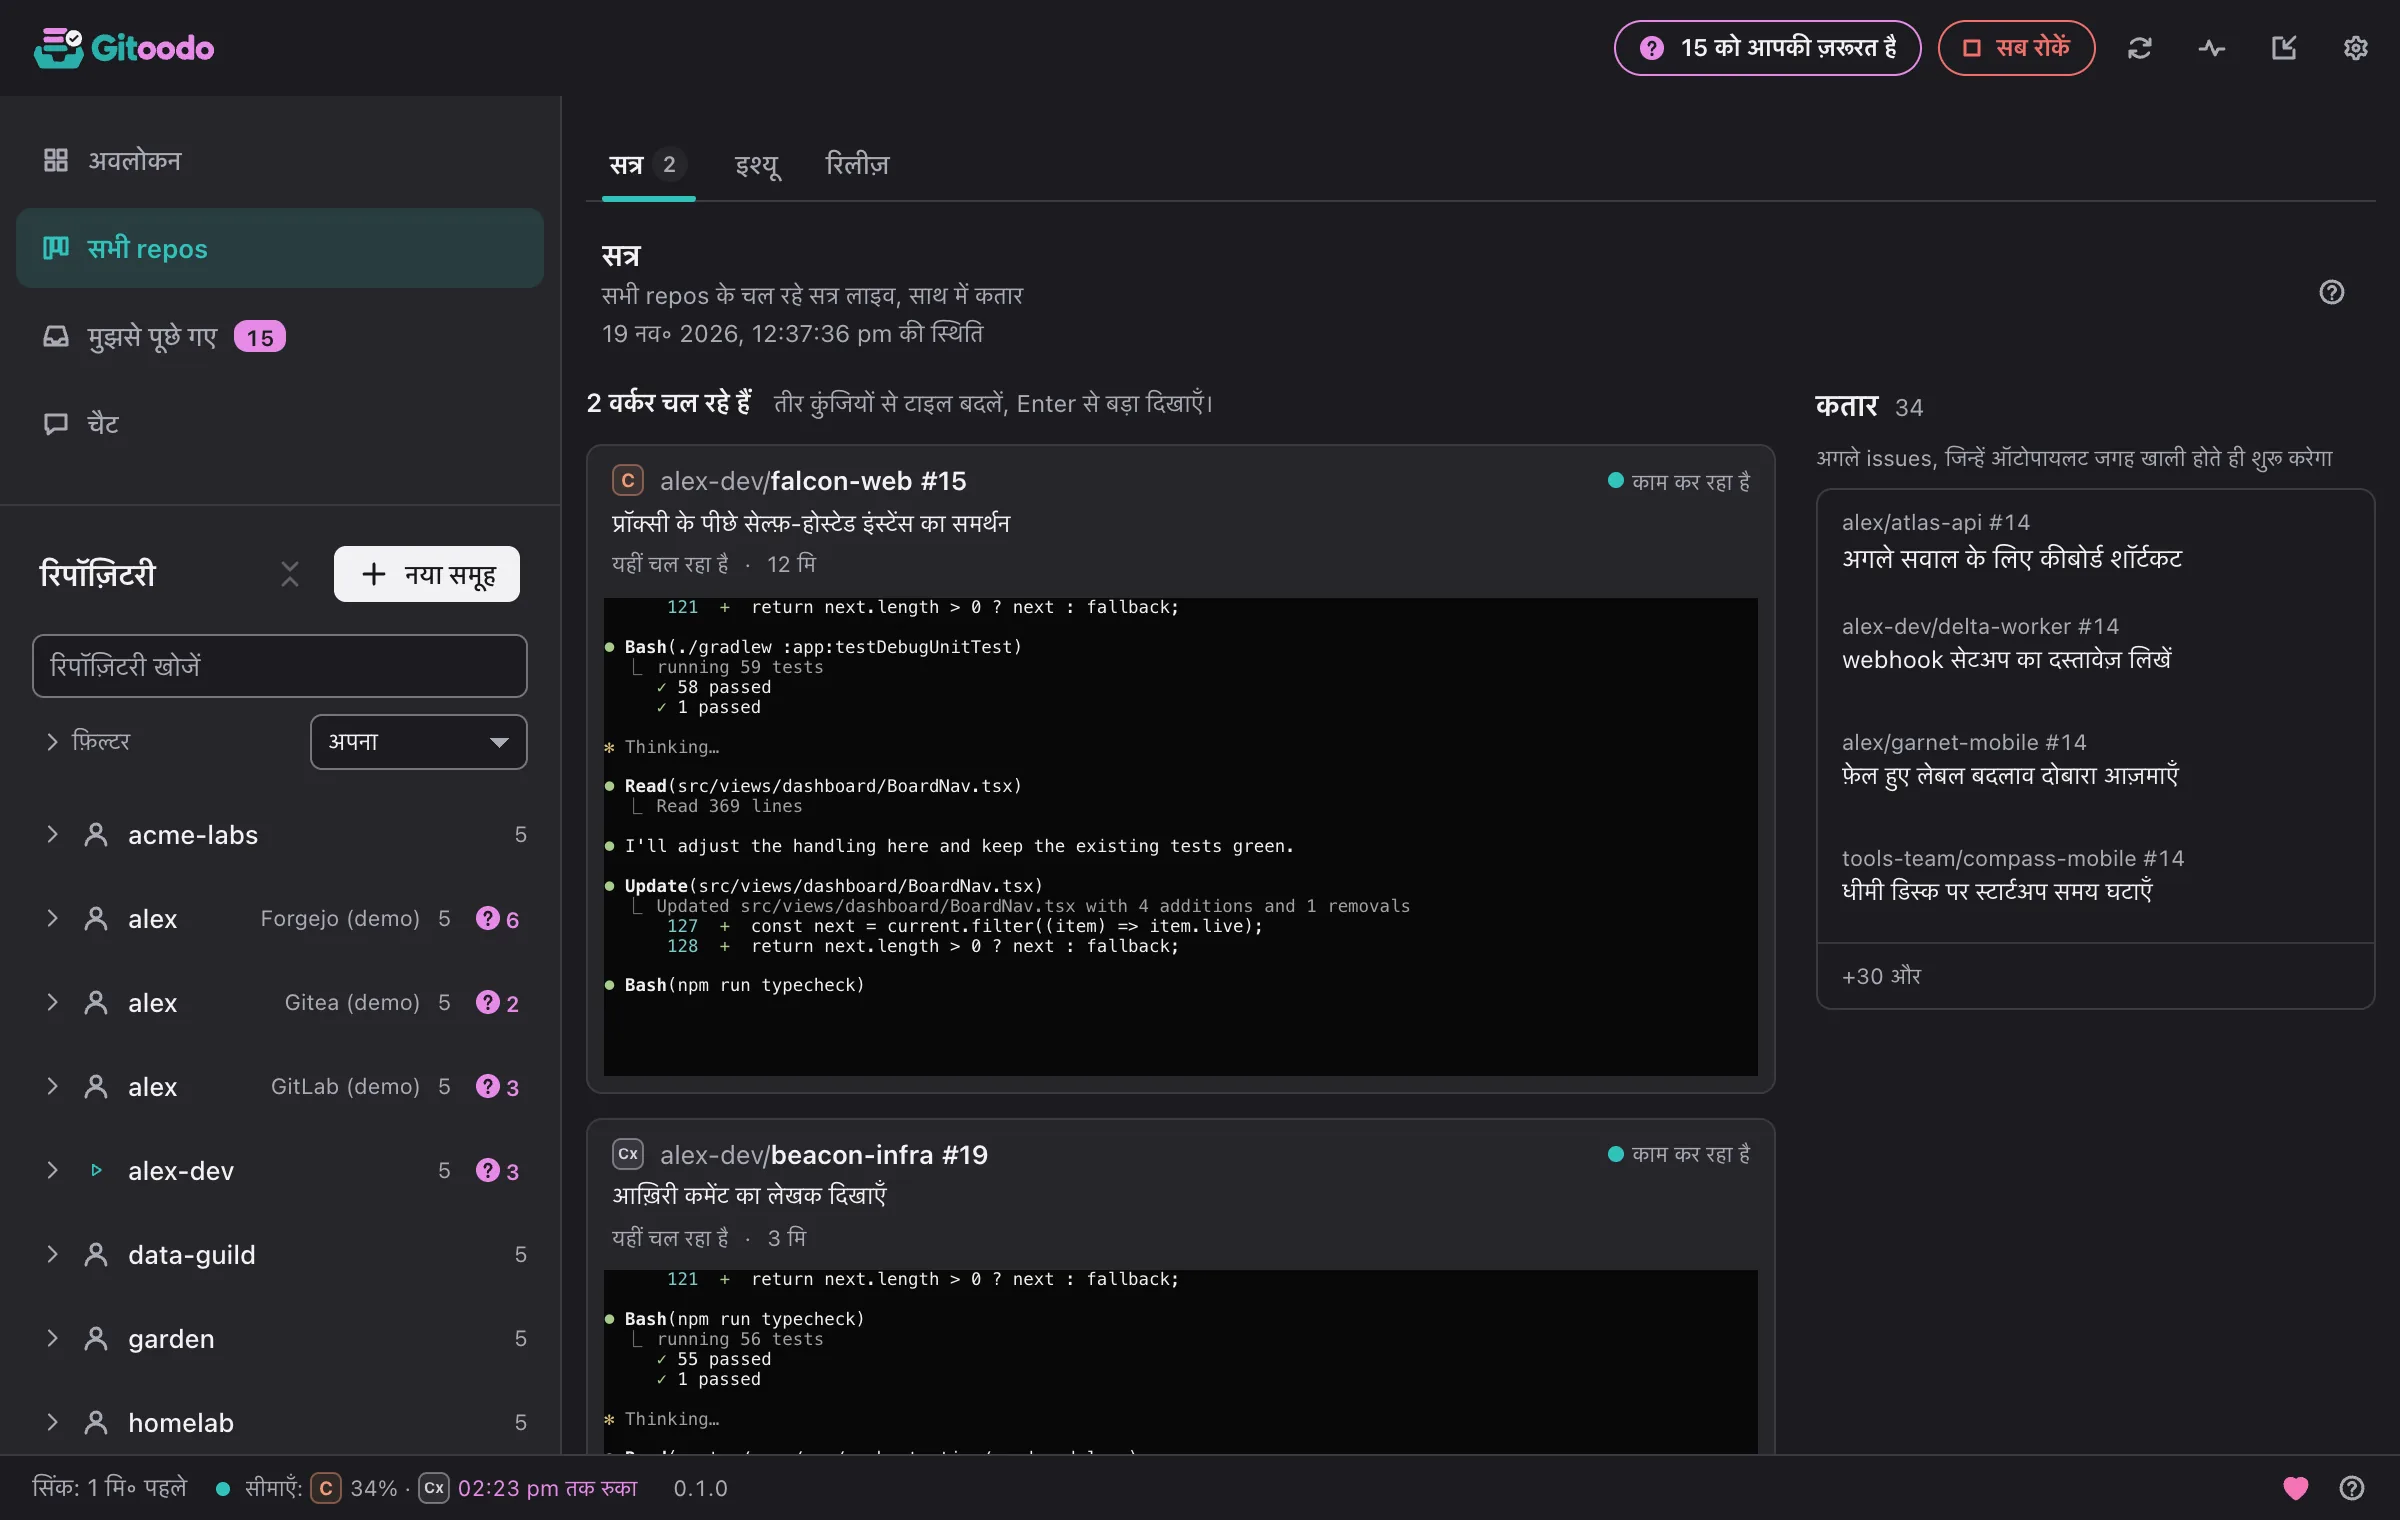 Gitoodo
15 को आपकी ज़रूरत है
सब रोकें
अवलोकन
सभी repos
मुझसे पूछे गए 15
चैट
रिपॉज़िटरी
नया समूह
रिपॉज़िटरी खोजें
फ़िल्टर
अपना
acme-labs 5
alex Forgejo (demo) 5 ? 6
alex Gitea (demo) 5 ? 2
alex GitLab (demo) 5 ? 3
alex-dev 5 ? 3
data-guild 5
garden 5
homelab 5
सत्र 2
इश्यू
रिलीज़
सत्र
सभी repos के चल रहे सत्र लाइव, साथ में कतार
19 नव॰ 2026, 12:37:36 pm की स्थिति
2 वर्कर चल रहे हैं तीर कुंजियों से टाइल बदलें, Enter से बड़ा दिखाएँ।
C alex-dev/falcon-web #15
काम कर रहा है
प्रॉक्सी के पीछे सेल्फ़-होस्टेड इंस्टेंस का समर्थन
यहीं चल रहा है · 12 मि
121 + return next.length > 0 ? next : fallback;
Bash(./gradlew :app:testDebugUnitTest)
running 59 tests
✓ 58 passed
✓ 1 passed
✻ Thinking…
Read(src/views/dashboard/BoardNav.tsx)
Read 369 lines
I'll adjust the handling here and keep the existing tests green.
Update(src/views/dashboard/BoardNav.tsx)
Updated src/views/dashboard/BoardNav.tsx with 4 additions and 1 removals
127 + const next = current.filter((item) => item.live);
128 + return next.length > 0 ? next : fallback;
Bash(npm run typecheck)
Cx alex-dev/beacon-infra #19
काम कर रहा है
आख़िरी कमेंट का लेखक दिखाएँ
यहीं चल रहा है · 3 मि
121 + return next.length > 0 ? next : fallback;
Bash(npm run typecheck)
running 56 tests
✓ 55 passed
✓ 1 passed
✻ Thinking…
कतार 34
अगले issues, जिन्हें ऑटोपायलट जगह खाली होते ही शुरू करेगा
alex/atlas-api #14
अगले सवाल के लिए कीबोर्ड शॉर्टकट
alex-dev/delta-worker #14
webhook सेटअप का दस्तावेज़ लिखें
alex/garnet-mobile #14
फ़ेल हुए लेबल बदलाव दोबारा आज़माएँ
tools-team/compass-mobile #14
धीमी डिस्क पर स्टार्टअप समय घटाएँ
+30 और
सिंक: 1 मि॰ पहले
सीमाएँ: C 34% · Cx 02:23 pm तक रुका
0.1.0